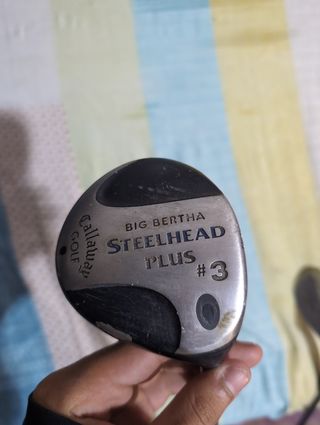 Callaway
GOLF
BIG BERTHA
STEELHEAD
PLUS
#3